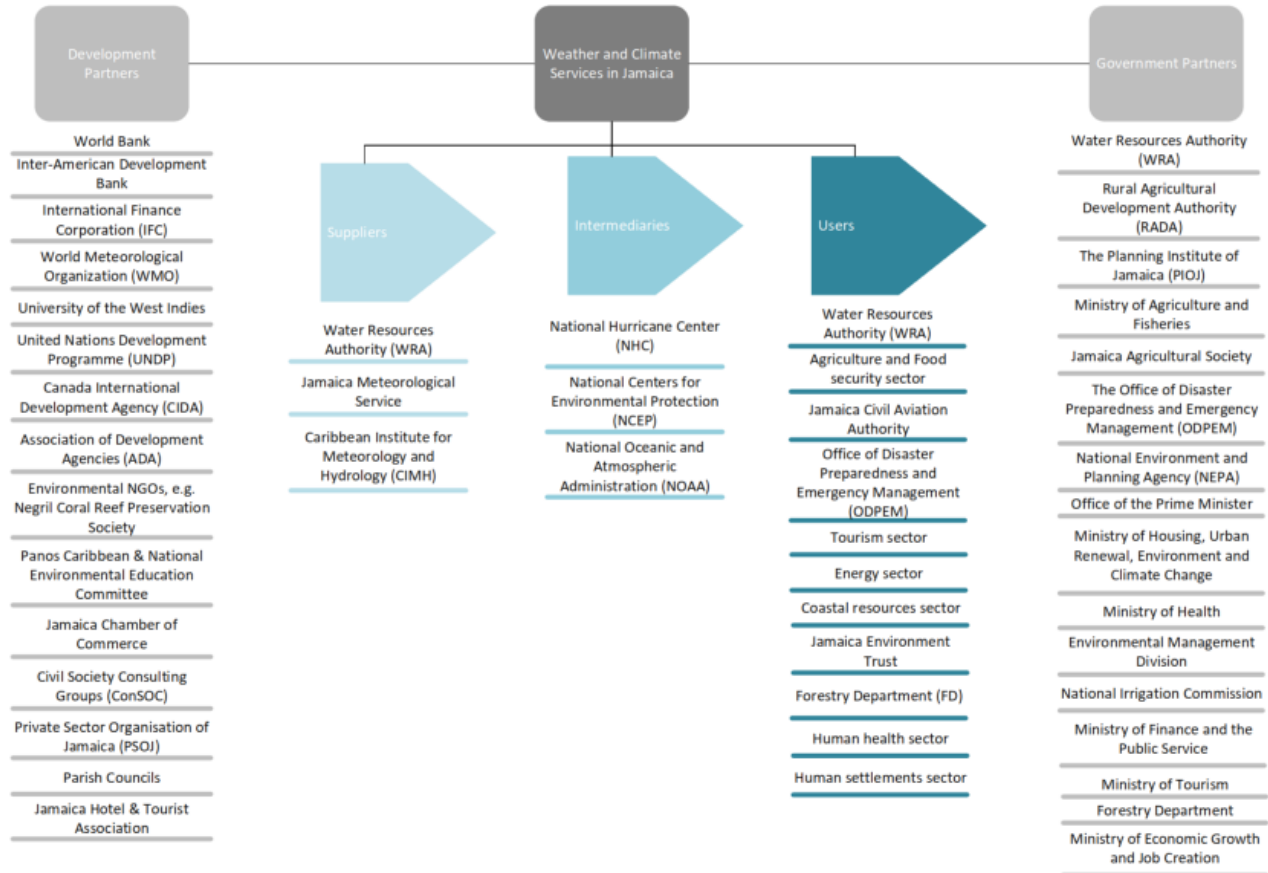 Development
Partners
Weather and Climate
Services in Jamaica
Government Partners
World Bank
Inter-American Development
Bank
International Finance
Corporation (IFC)
World Meteorological
Organization (WMO)
University of the West Indies
United Nations Development
Programme (UNDP)
Canada International
Development Agency (CIDA)
Association of Development
Agencies (ADA)
Environmental NGOs, e.g.
Negril Coral Reef Preservation
Society
Panos Caribbean & National
Environmental Education
Committee
Jamaica Chamber of
Commerce
Civil Society Consulting
Groups (ConSOC)
Private Sector Organisation of
Jamaica (PSOJ)
Parish Councils
Jamaica Hotel & Tourist
Association
Suppliers
Water Resources
Authority (WRA)
Jamaica Meteorological
Service
Caribbean Institute for
Meteorology and
Hydrology (CIMH)
Intermediaries
National Hurricane Center
(NHC)
National Centers for
Environmental Protection
(NCEP)
National Oceanic and
Atmospheric
Administration (NOAA)
Users
Water Resources
Authority (WRA)
Agriculture and Food
security sector
Jamaica Civil Aviation
Authority
Office of Disaster
Preparedness and
Emergency Management
(ODPEM)
Tourism sector
Energy sector
Coastal resources sector
Jamaica Environment
Trust
Forestry Department (FD)
Human health sector
Human settlements sector
Water Resources Authority
(WRA)
Rural Agricultural
Development Authority
(RADA)
The Planning Institute of
Jamaica (PIOJ)
Ministry of Agriculture and
Fisheries
Jamaica Agricultural Society
The Office of Disaster
Preparedness and Emergency
Management (ODPEM)
National Environment and
Planning Agency (NEPA)
Office of the Prime Minister
Ministry of Housing, Urban
Renewal, Environment and
Climate Change
Ministry of Health
Environmental Management
Division
National Irrigation Commission
Ministry of Finance and the
Public Service
Ministry of Tourism
Forestry Department
Ministry of Economic Growth
and Job Creation